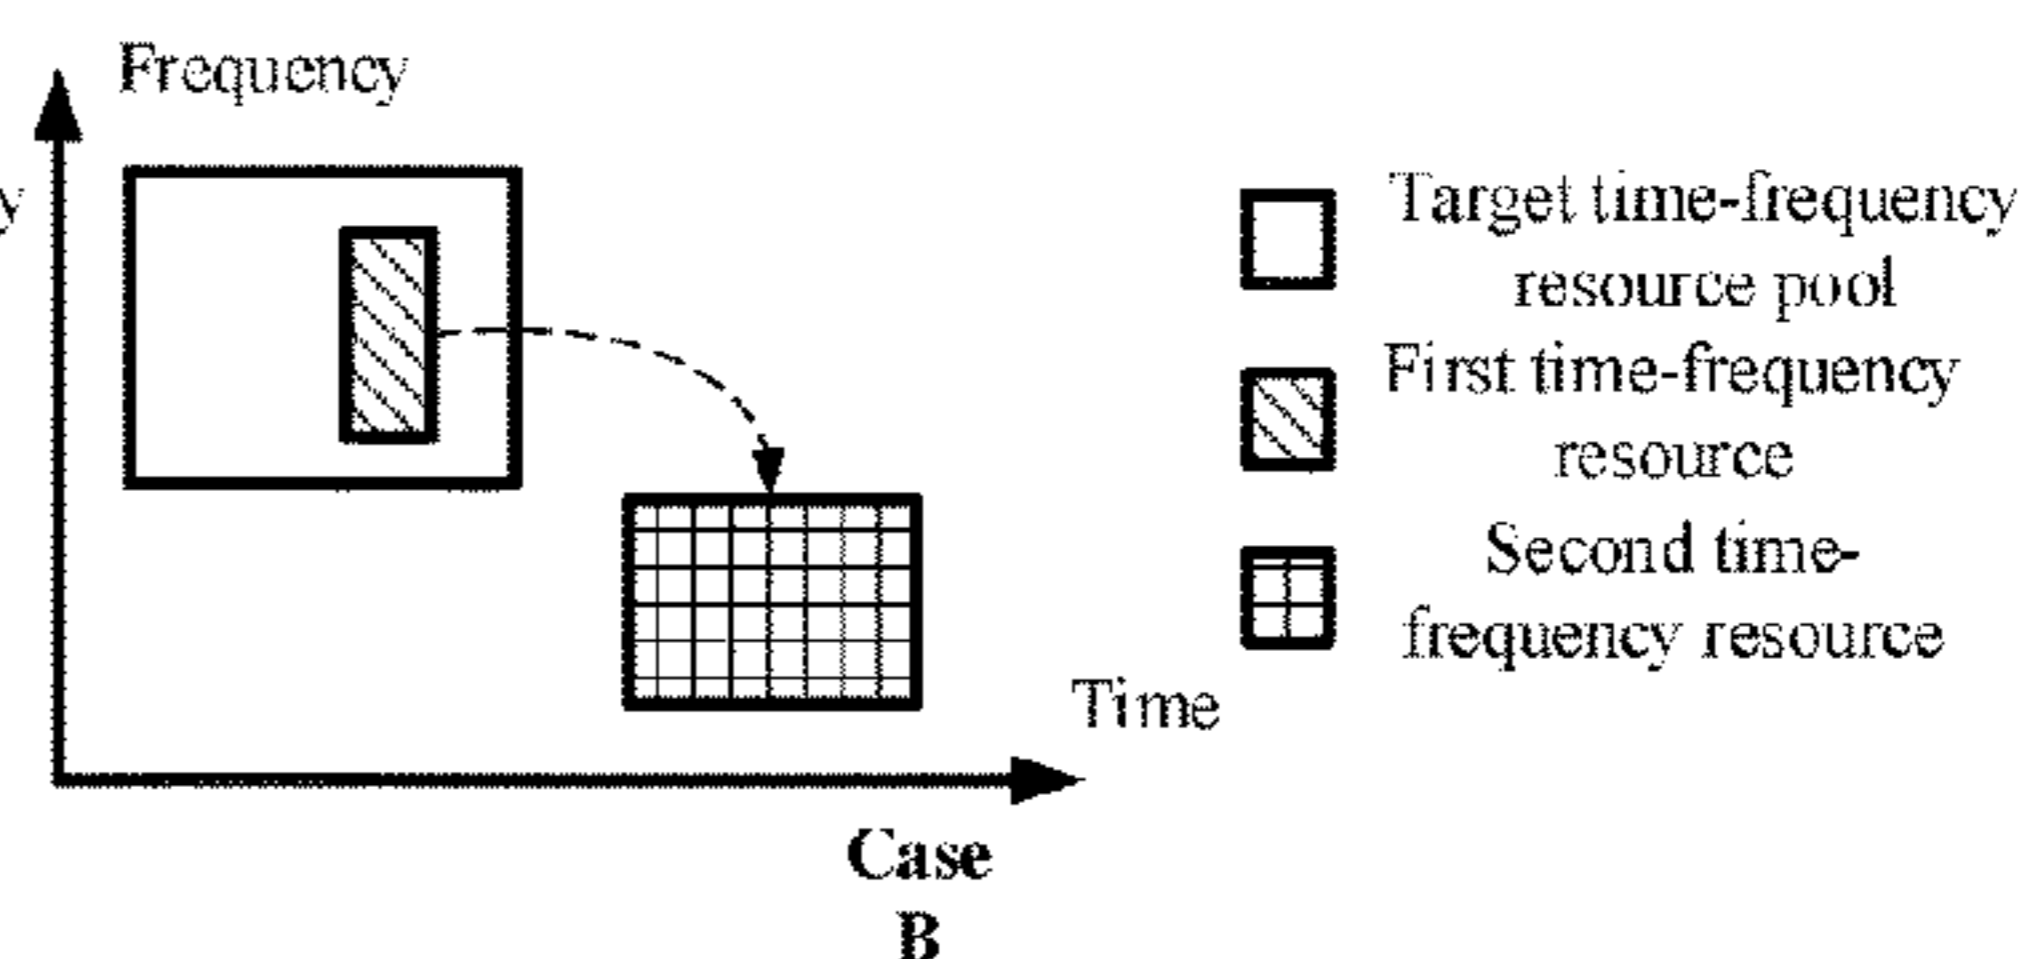 Frequency
y
Target time-frequency
resource pool
First time-frequency
resource
Second time-
frequency resource
Time
Case
B